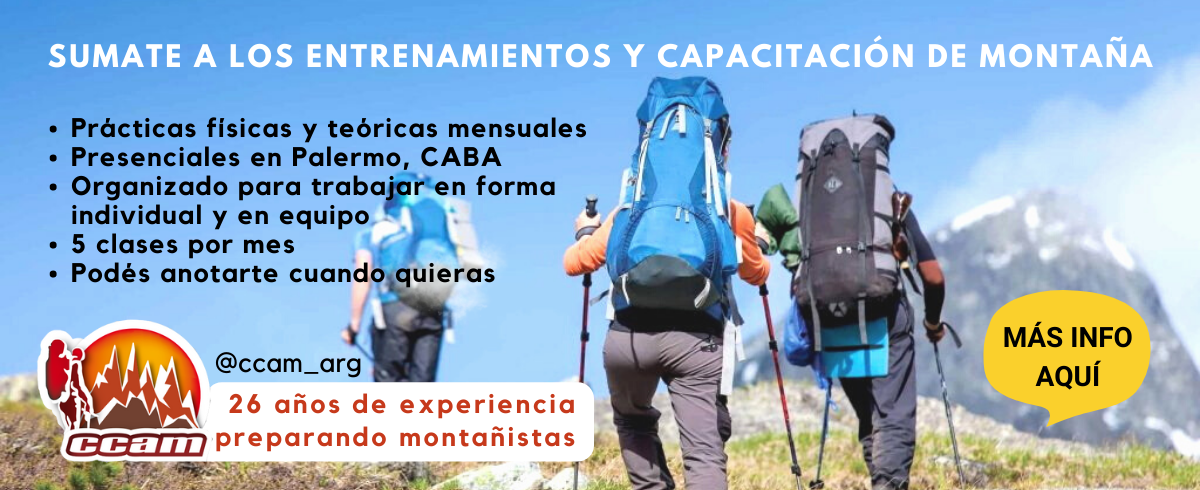 SUMATE A LOS ENTRENAMIENTOS Y CAPACITACIÓN DE MONTAÑA
• Prácticas físicas y teóricas mensuales
• Presenciales en Palermo, CABA
• Organizado para trabajar en forma
individual y en equipo
• 5 clases por mes
• Podés anotarte cuando quieras
@ccam_arg
26 años de experiencia
preparando montañistas
ccam
MÁS INFO
AQUÍ